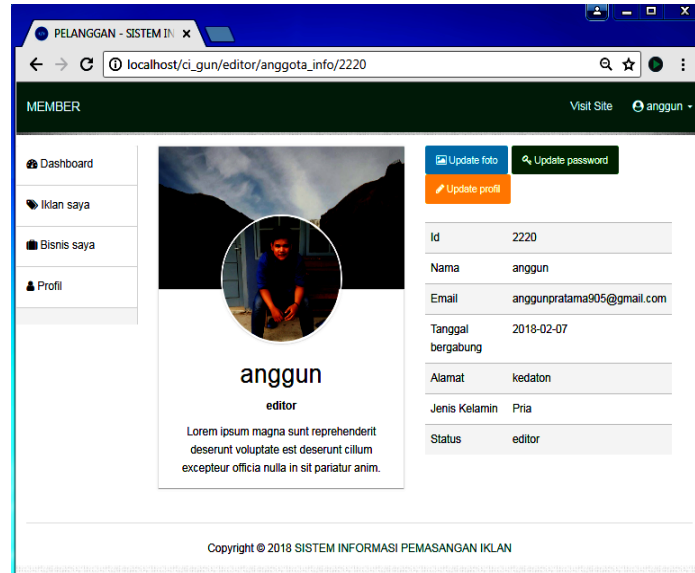 PELANGGAN - SISTEM IN
localhost/ci_gun/editor/anggota_info/2220
MEMBER
Visit Site
anggun
Dashboard
Iklan saya
Bisnis saya
Profil
anggun
editor
Lorem ipsum magna sunt reprehenderit
deserunt voluptate est deserunt cillum
excepteur officia nulla in sit pariatur anim.
Update foto
Update password
Update profil
Id 2220
Nama anggun
Email anggunpratama905@gmail.com
Tanggal bergabung 2018-02-07
Alamat kedaton
Jenis Kelamin Pria
Status editor
Copyright © 2018 SISTEM INFORMASI PEMASANGAN IKLAN